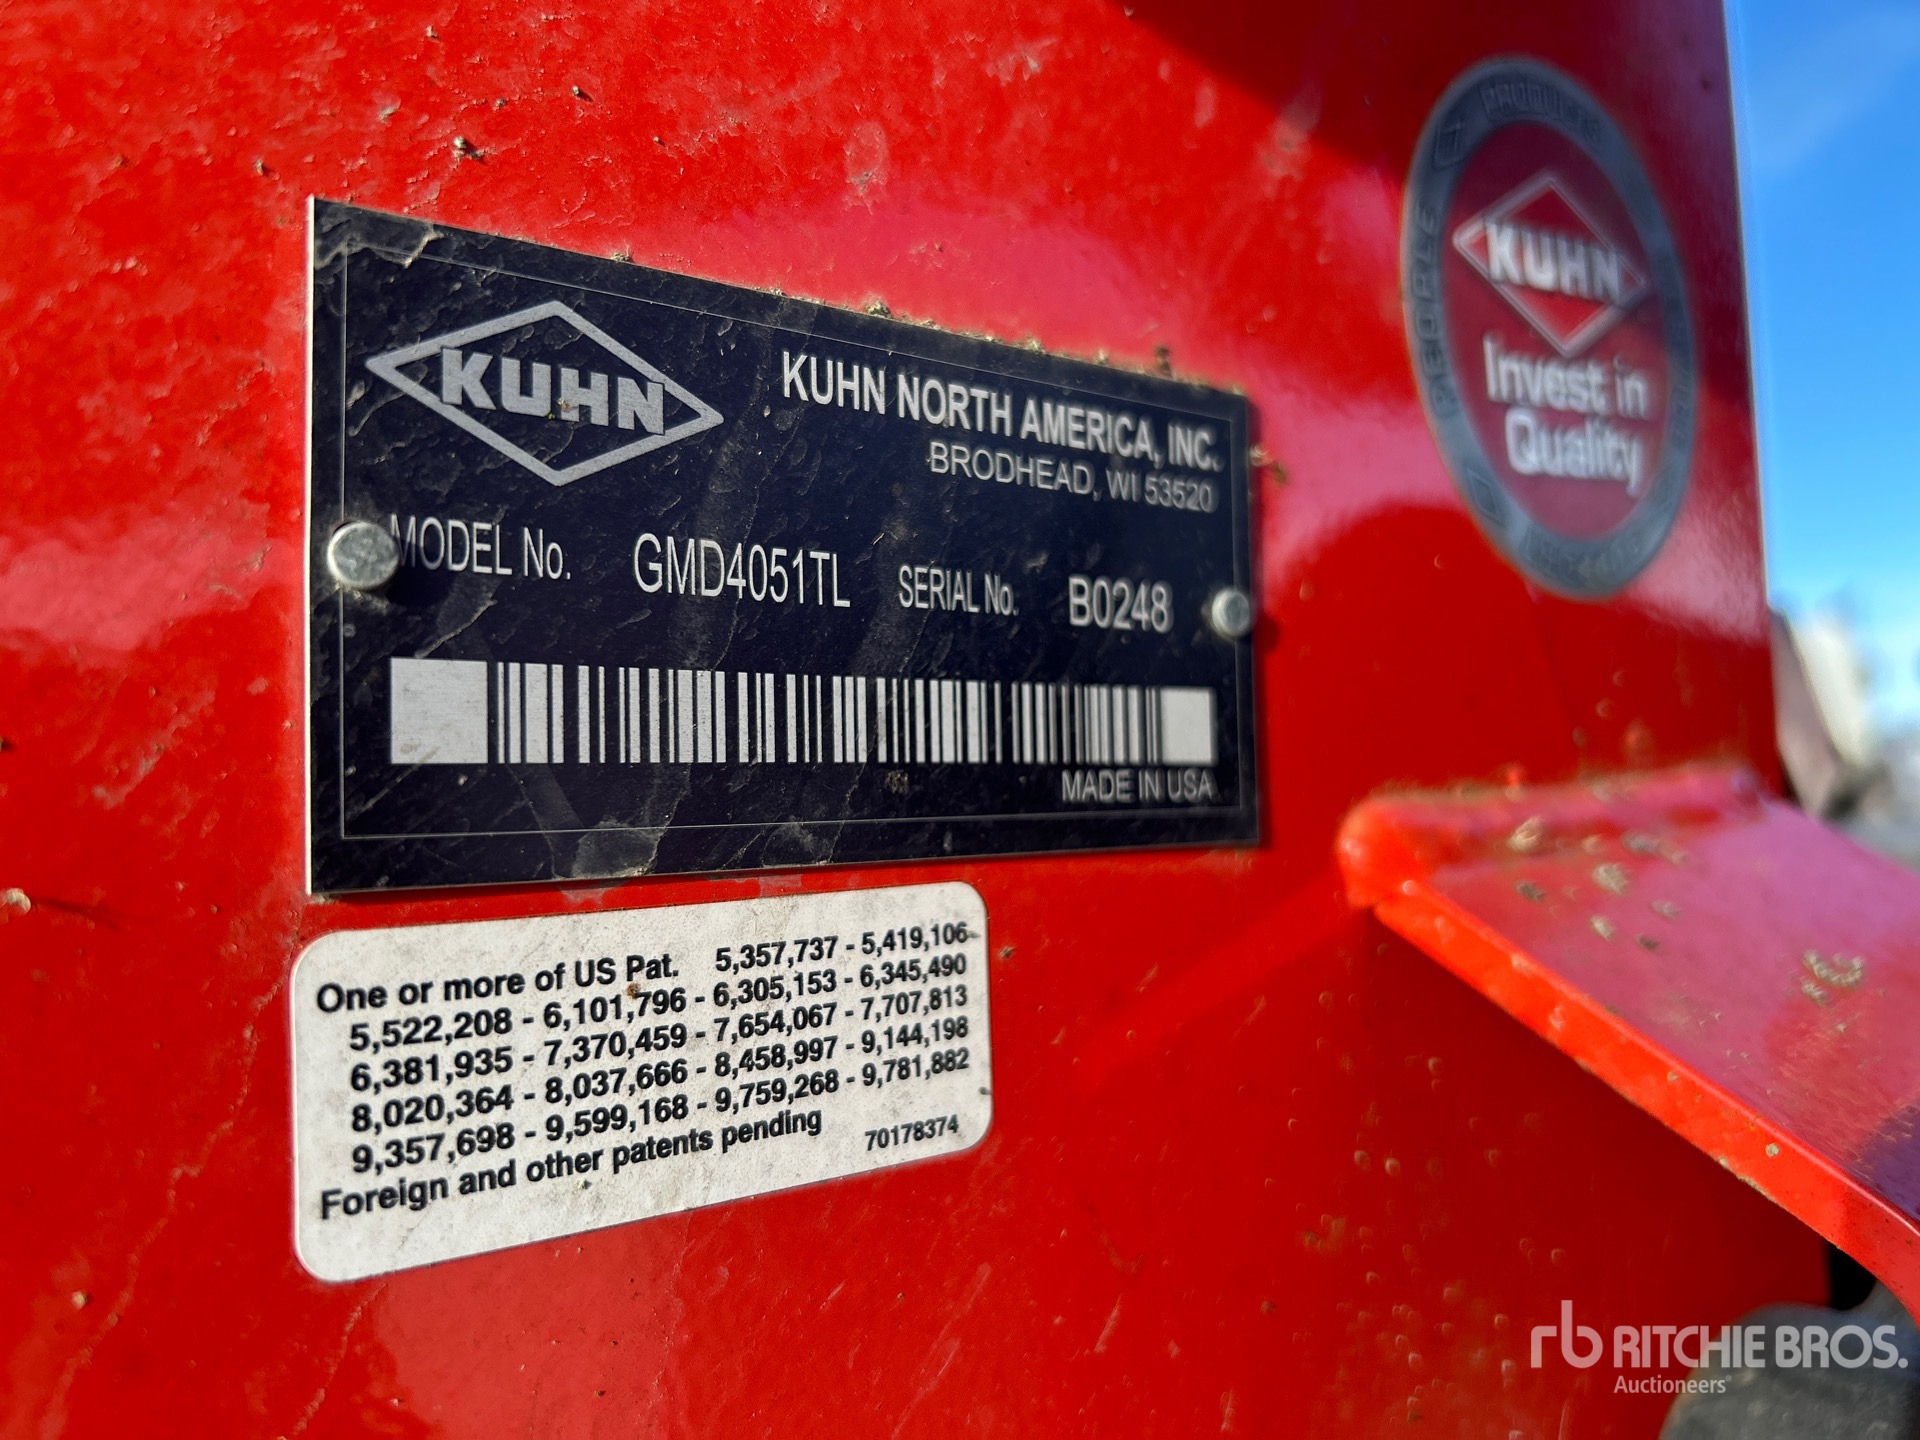 KUHN
KUHN NORTH AMERICA, INC.
BRODHEAD, WI 53520
MODEL No. GMD4051TL SERIAL No. B0248
MADE IN USA
One or more of US Pat. 5,357,737 - 5,419,106
5,522,208 - 6,101,796 - 6,305,153 - 6,345,490
6,381,935 - 7,370,459 - 7,654,067 - 7,707,813
8,020,364 - 8,037,666 - 8,458,997 - 9,144,198
9,357,698 - 9,599,168 - 9,759,268 - 9,781,882
Foreign and other patents pending 70178374
PRODUCTS
PEOPLE
KUHN
Invest in
Quality
rb RITCHIE BROS.
Auctioneers